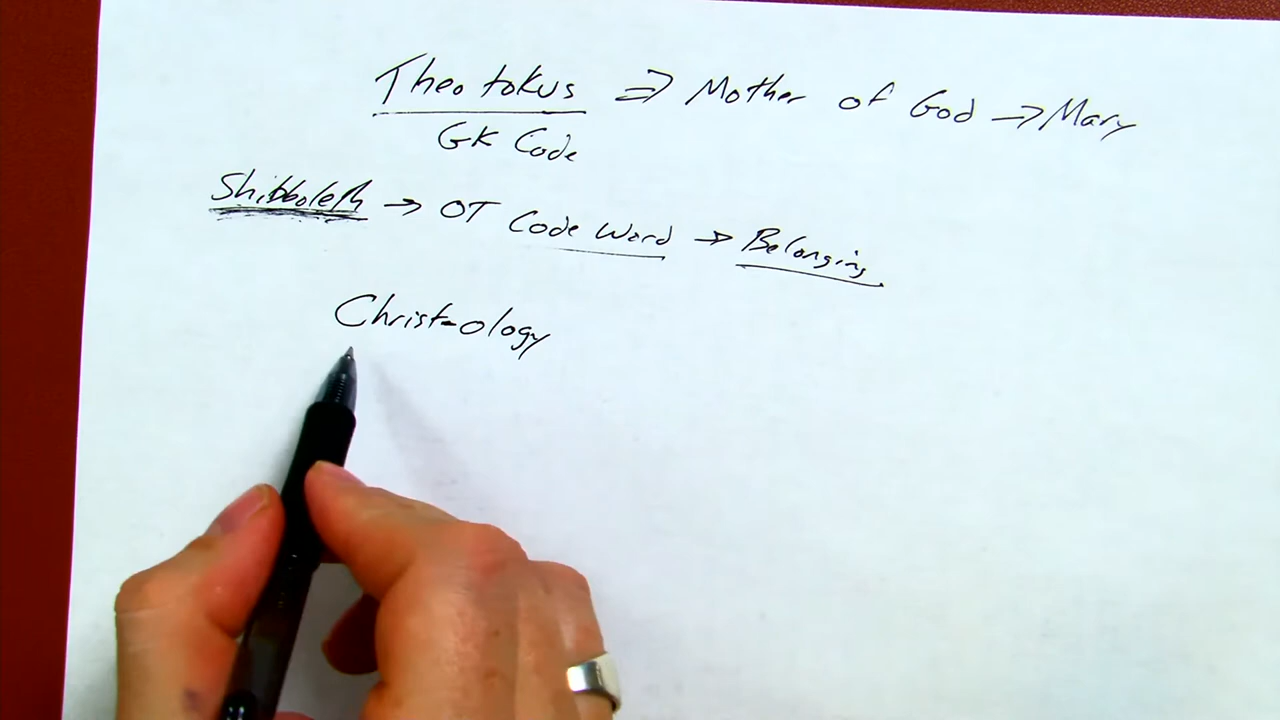 Theotokus ⇒ Mother of God → Mary
GK Code
Shibboleth → OT Code Word → Belonging
Christ-ology